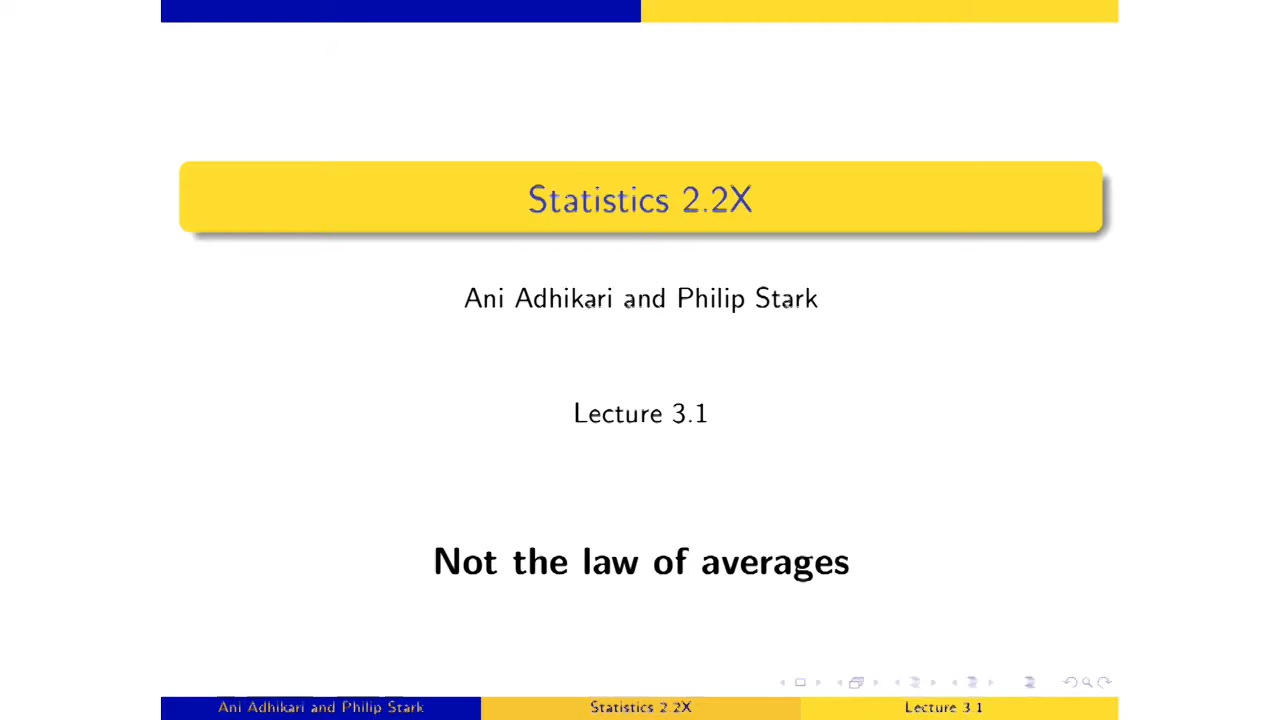 Statistics 2.2X
Ani Adhikari and Philip Stark
Lecture 3.1
Not the law of averages
Ani Adhikari and Philip Stark
Statistics 2.2X
Lecture 3.1